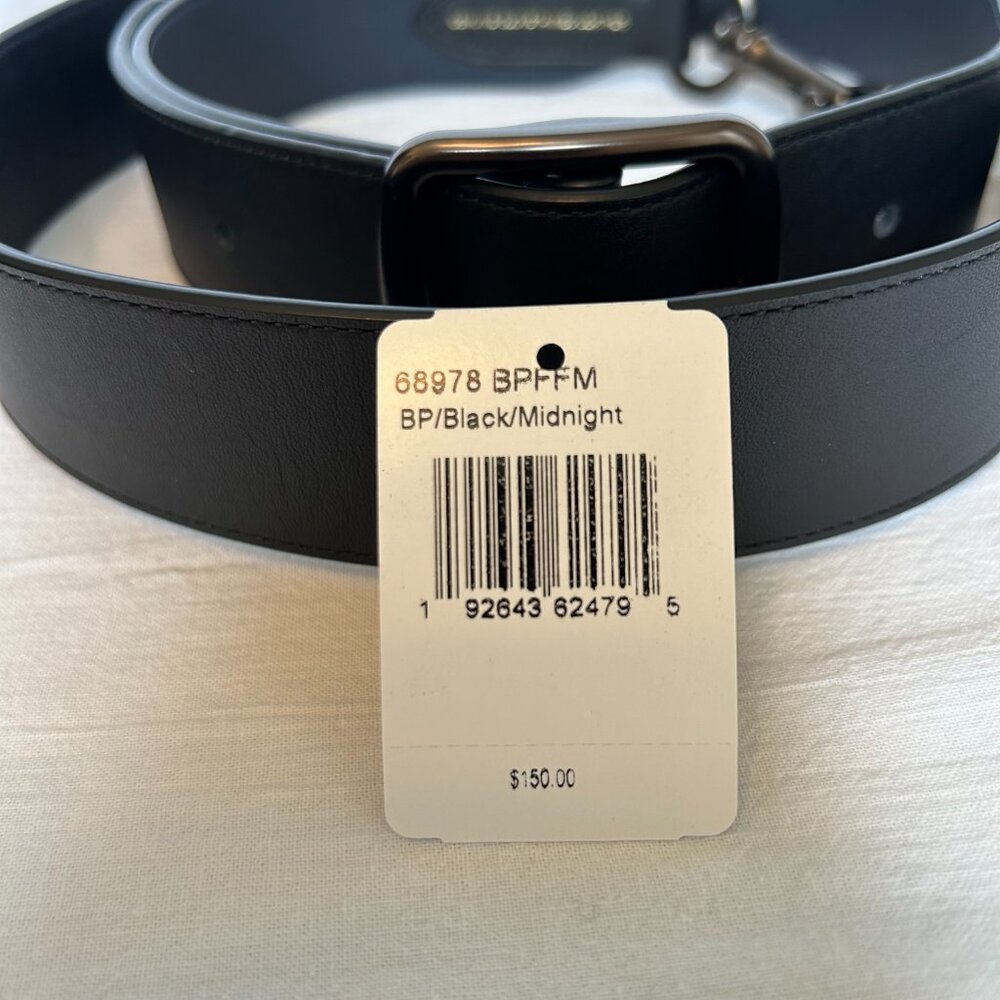 68978 BPFFM
BP/Black/Midnight
1 92643 62479 5
$150.00